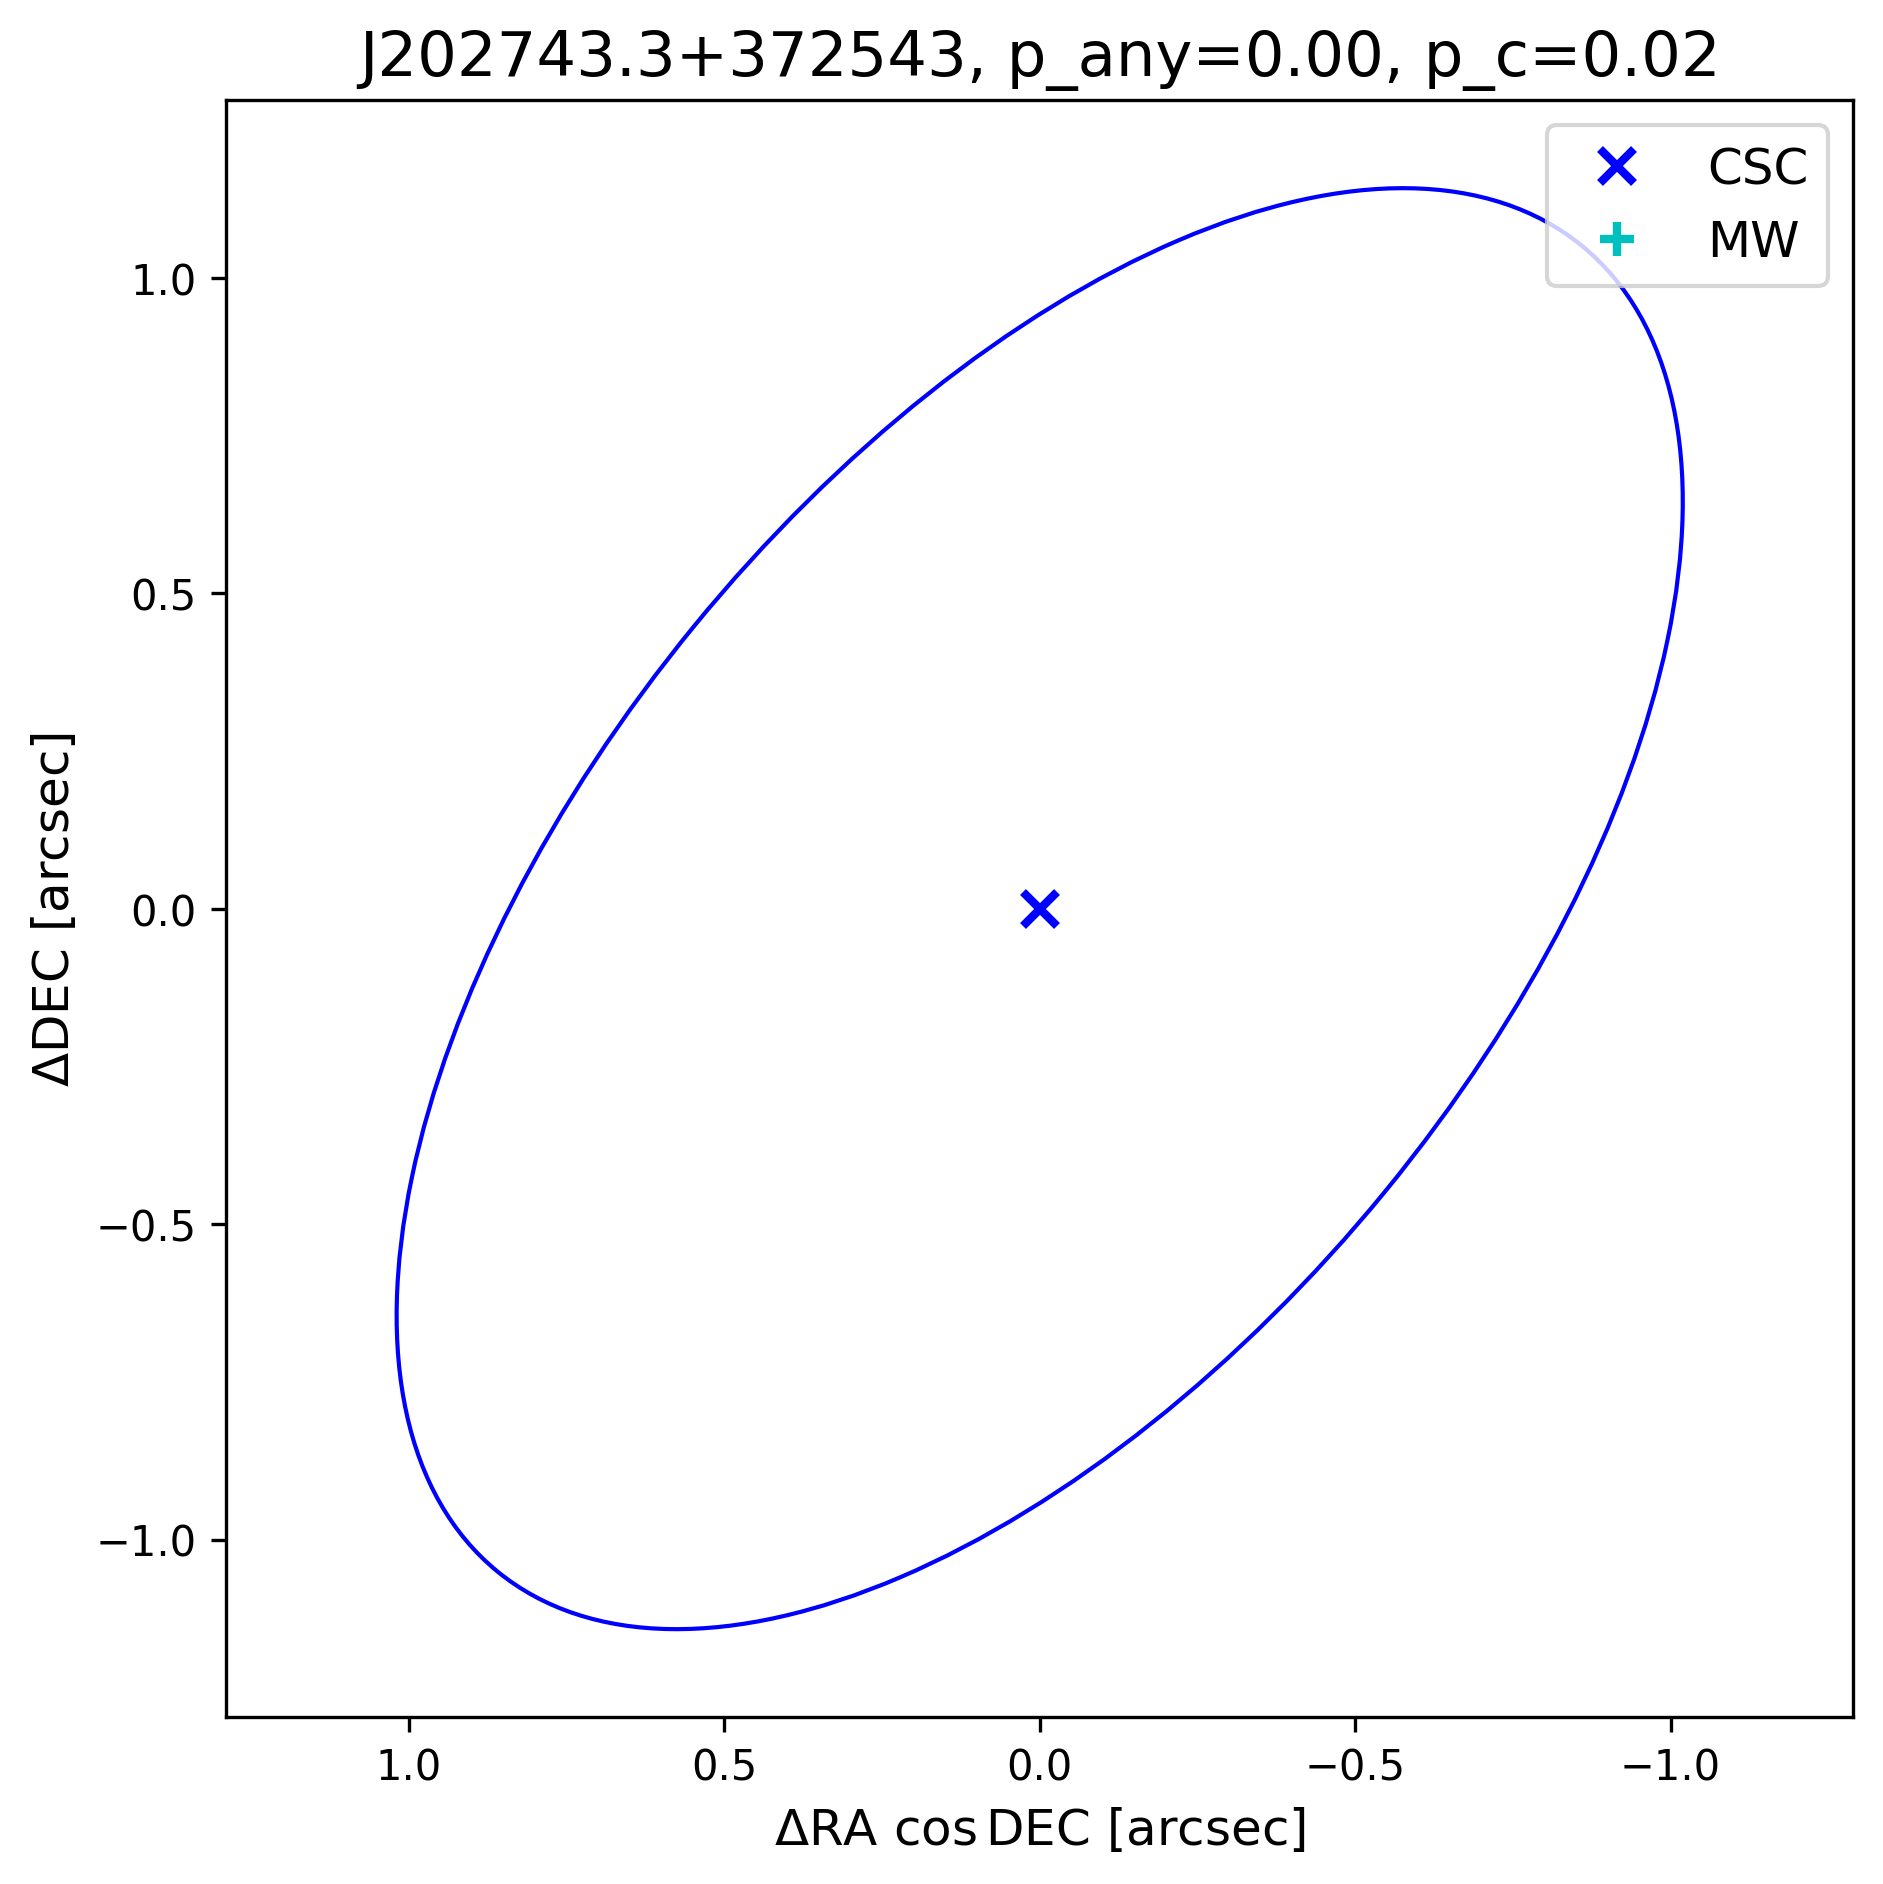 J202743.3+372543, p_any=0.00, p_c=0.02
CSC
MW
1.0
0.5
0.0
−0.5
−1.0
ΔDEC [arcsec]
1.0 0.5 0.0 −0.5 −1.0
ΔRA cos DEC [arcsec]